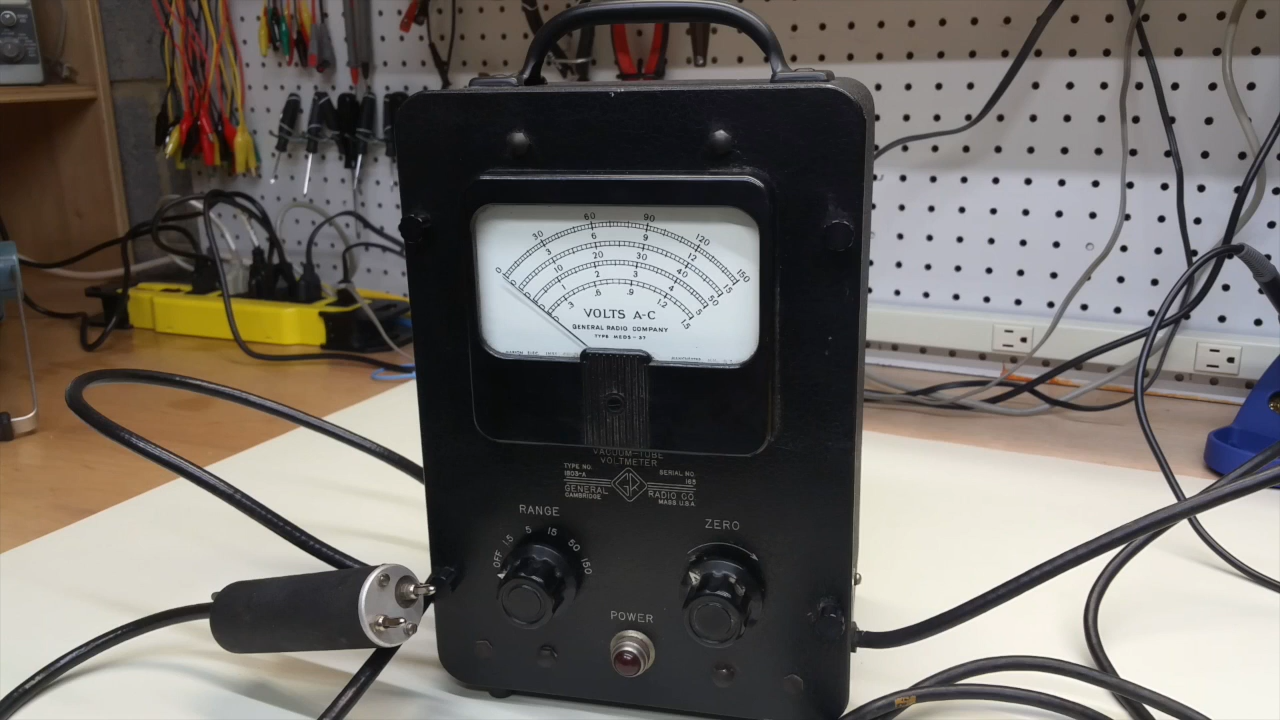 60 90
30 120
0 6 9 150
3 12
20 30 15
10 40
2 3 50
1 4
.6 .9 5
.3 1.2
1.5
VOLTS A-C
GENERAL RADIO COMPANY
TYPE MEDS-37
VACUUM-TUBE
VOLTMETER
TYPE NO. SERIAL NO.
1803-A 165
GENERAL GR RADIO CO.
CAMBRIDGE MASS. U.S.A.
RANGE ZERO
OFF 1.5 5 15 50 150
POWER